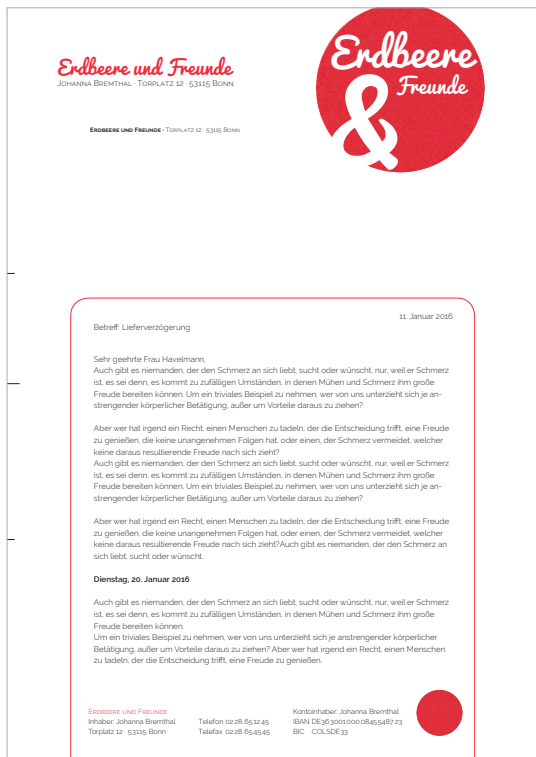 Erdbeere und Freunde
Johanna Bremthal · Torplatz 12 · 53115 Bonn
Erdbeere
& Freunde
Erdbeere und Freunde · Torplatz 12 · 53115 Bonn
11. Januar 2016
Betreff: Lieferverzögerung
Sehr geehrte Frau Havelmann,
Auch gibt es niemanden, der den Schmerz an sich liebt, sucht oder wünscht, nur, weil er Schmerz
ist, es sei denn, es kommt zu zufälligen Umständen, in denen Mühen und Schmerz ihm große
Freude bereiten können. Um ein triviales Beispiel zu nehmen, wer von uns unterzieht sich je an-
strengender körperlicher Betätigung, außer um Vorteile daraus zu ziehen?
Aber wer hat irgend ein Recht, einen Menschen zu tadeln, der die Entscheidung trifft, eine Freude
zu genießen, die keine unangenehmen Folgen hat, oder einen, der Schmerz vermeidet, welcher
keine daraus resultierende Freude nach sich zieht?
Auch gibt es niemanden, der den Schmerz an sich liebt, sucht oder wünscht, nur, weil er Schmerz
ist, es sei denn, es kommt zu zufälligen Umständen, in denen Mühen und Schmerz ihm große
Freude bereiten können. Um ein triviales Beispiel zu nehmen, wer von uns unterzieht sich je an-
strengender körperlicher Betätigung, außer um Vorteile daraus zu ziehen?
Aber wer hat irgend ein Recht, einen Menschen zu tadeln, der die Entscheidung trifft, eine Freude
zu genießen, die keine unangenehmen Folgen hat, oder einen, der Schmerz vermeidet, welcher
keine daraus resultierende Freude nach sich zieht?Auch gibt es niemanden, der den Schmerz an
sich liebt, sucht oder wünscht.
Dienstag, 20. Januar 2016
Auch gibt es niemanden, der den Schmerz an sich liebt, sucht oder wünscht, nur, weil er Schmerz
ist, es sei denn, es kommt zu zufälligen Umständen, in denen Mühen und Schmerz ihm große
Freude bereiten können.
Um ein triviales Beispiel zu nehmen, wer von uns unterzieht sich je anstrengender körperlicher
Betätigung, außer um Vorteile daraus zu ziehen? Aber wer hat irgend ein Recht, einen Menschen
zu tadeln, der die Entscheidung trifft, eine Freude zu genießen.
Erdbeere und Freunde
Inhaber: Johanna Bremthal
Torplatz 12 · 53115 Bonn
Telefon 0228 651245
Telefax 0228 654545
Kontoinhaber: Johanna Bremthal
IBAN DE36300100008455487 23
BIC COLSDE33